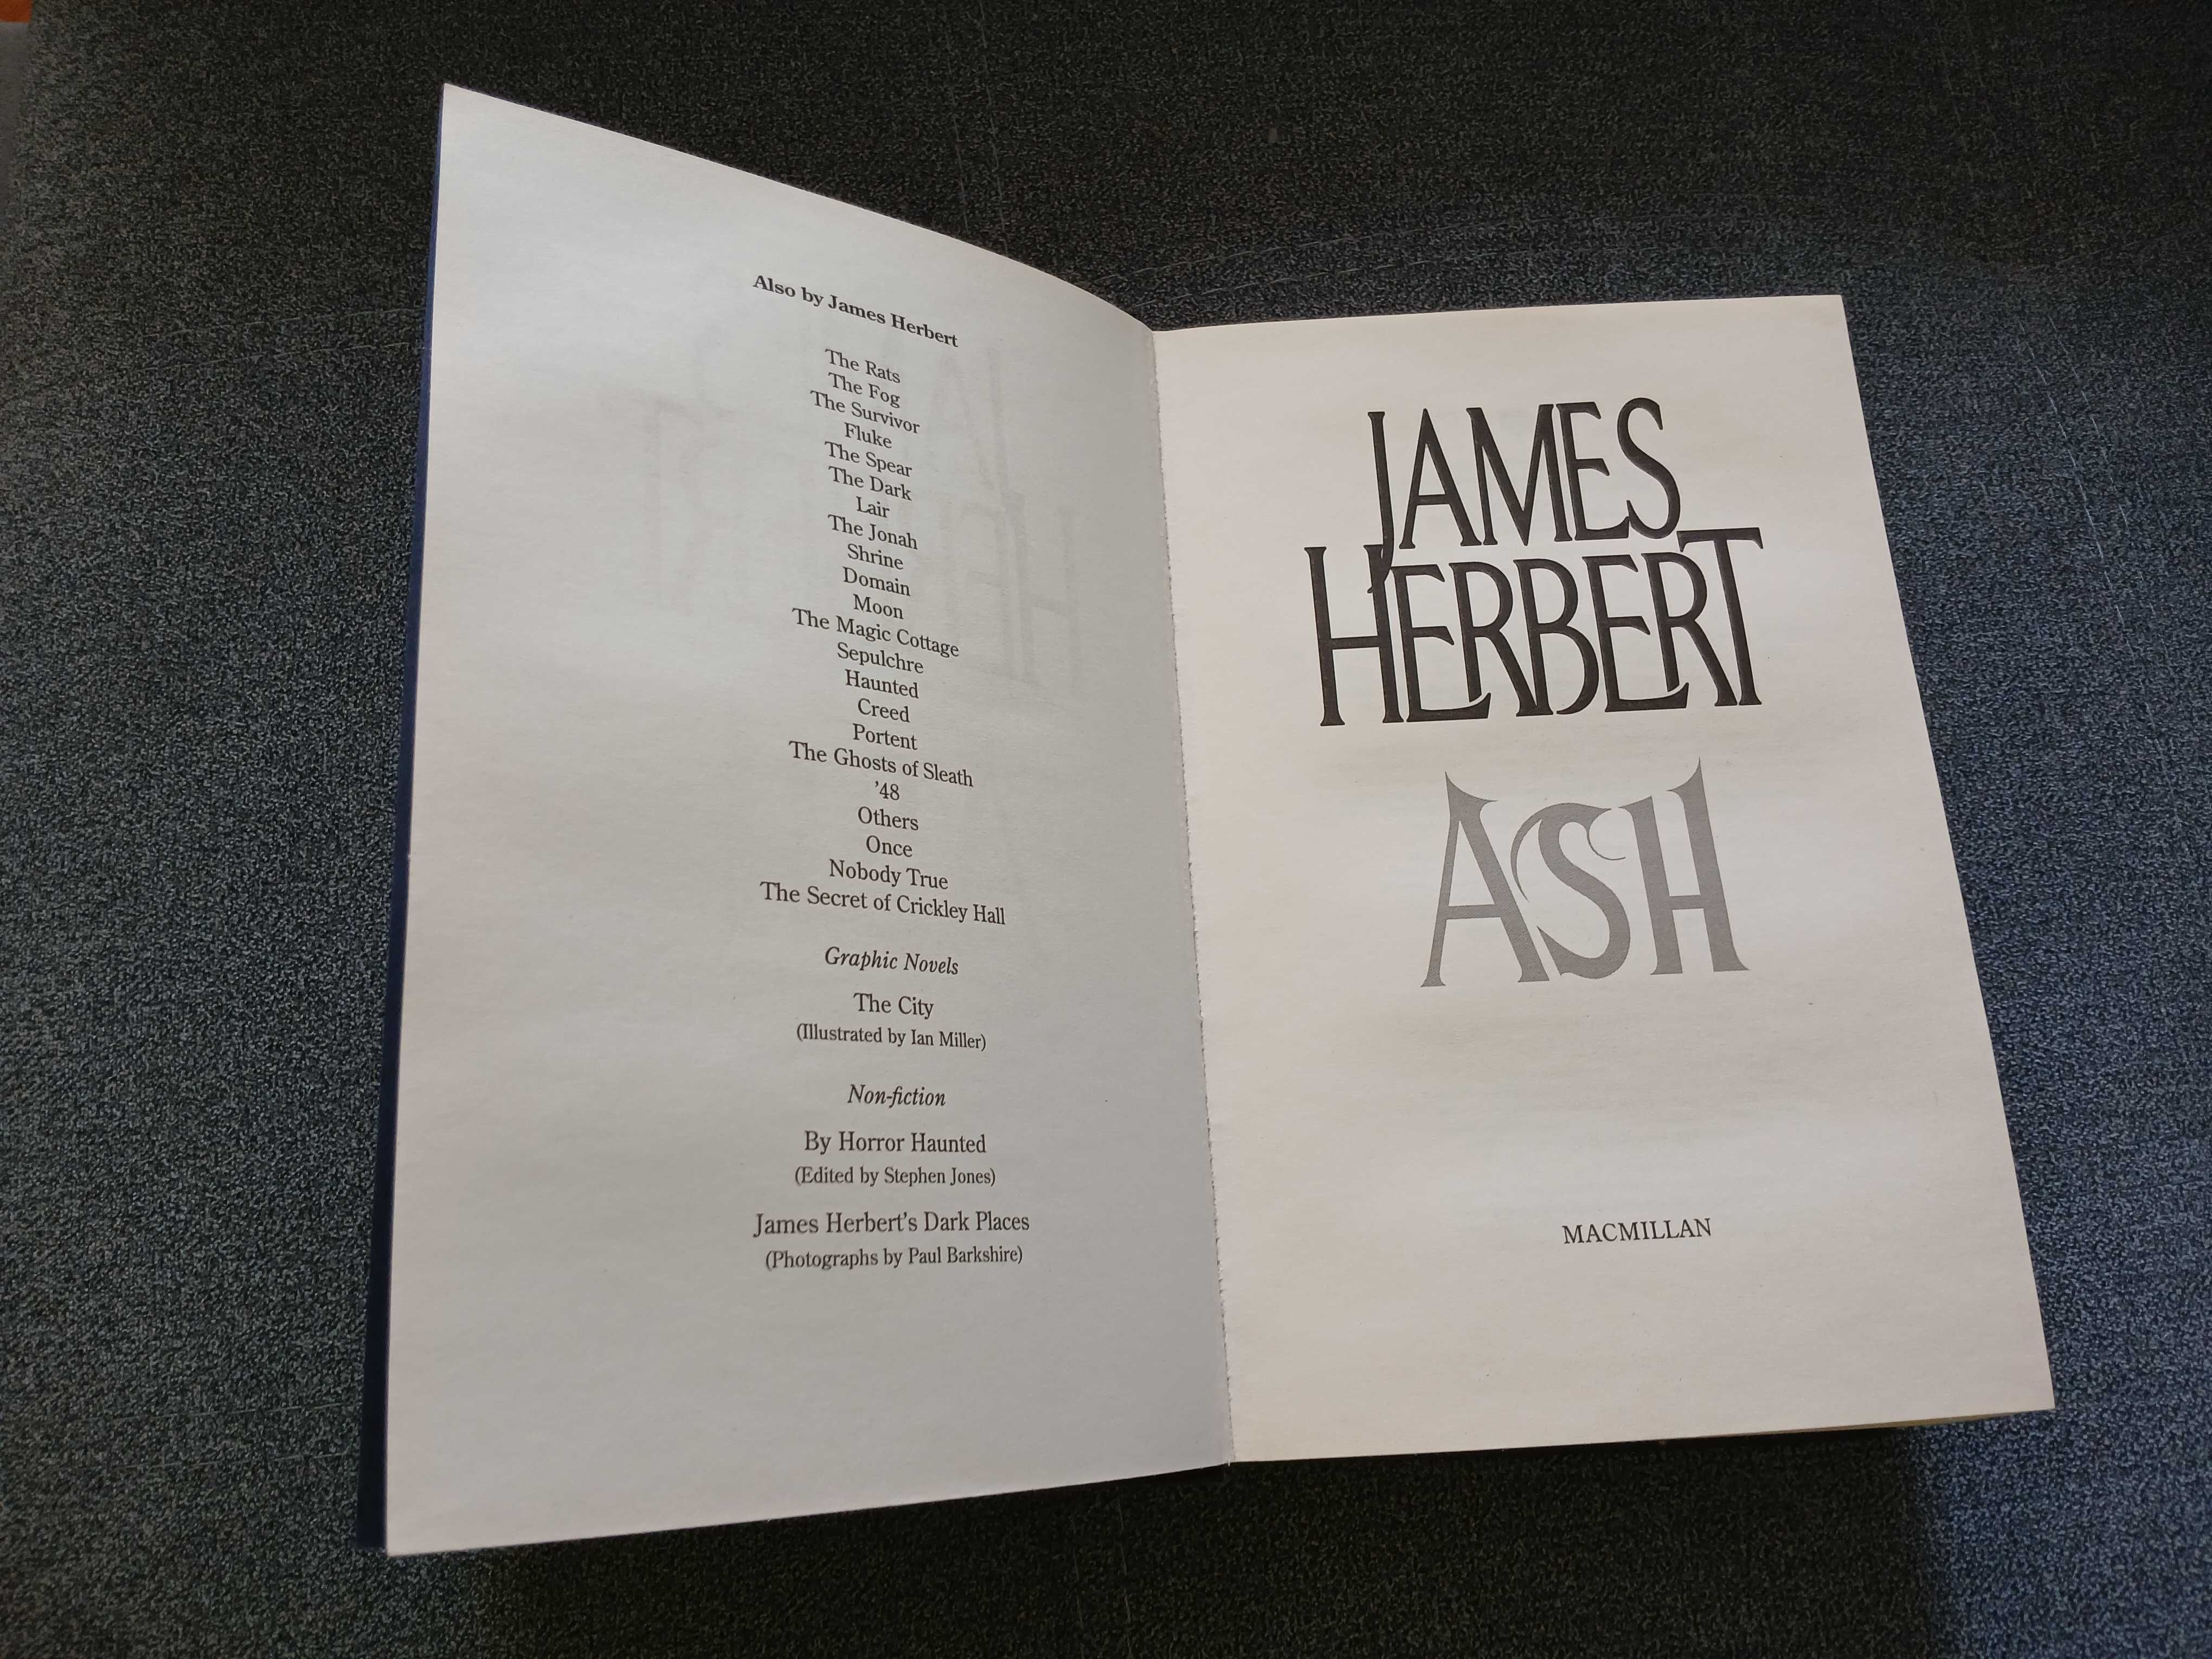 Also by James Herbert
The Rats
The Fog
The Survivor
Fluke
The Spear
The Dark
Lair
The Jonah
Shrine
Domain
Moon
The Magic Cottage
Sepulchre
Haunted
Creed
Portent
The Ghosts of Sleath
’48
Others
Once
Nobody True
The Secret of Crickley Hall
Graphic Novels
The City
(Illustrated by Ian Miller)
Non-fiction
By Horror Haunted
(Edited by Stephen Jones)
James Herbert’s Dark Places
(Photographs by Paul Barkshire)
JAMES
HERBERT
ASH
MACMILLAN